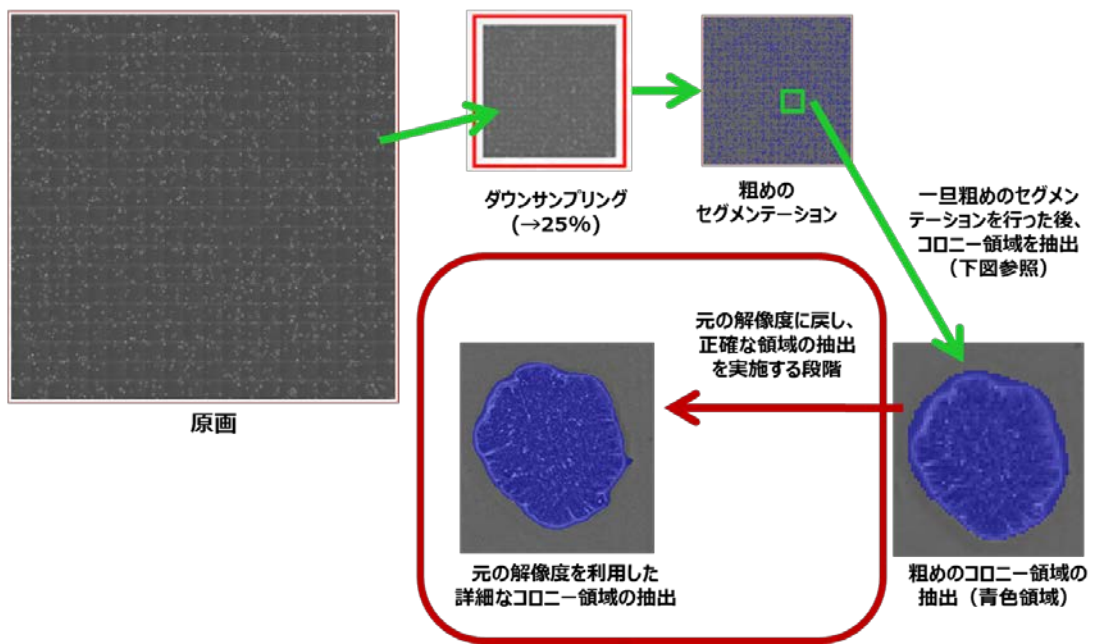 原画
ダウンサンプリング
(→25%)
粗めの
セグメンテーション
一旦粗めのセグメン
テーションを行った後、
コロニー領域を抽出
（下図参照）
元の解像度に戻し、
正確な領域の抽出
を実施する段階
元の解像度を利用した
詳細なコロニー領域の抽出
粗めのコロニー領域の
抽出（青色領域）